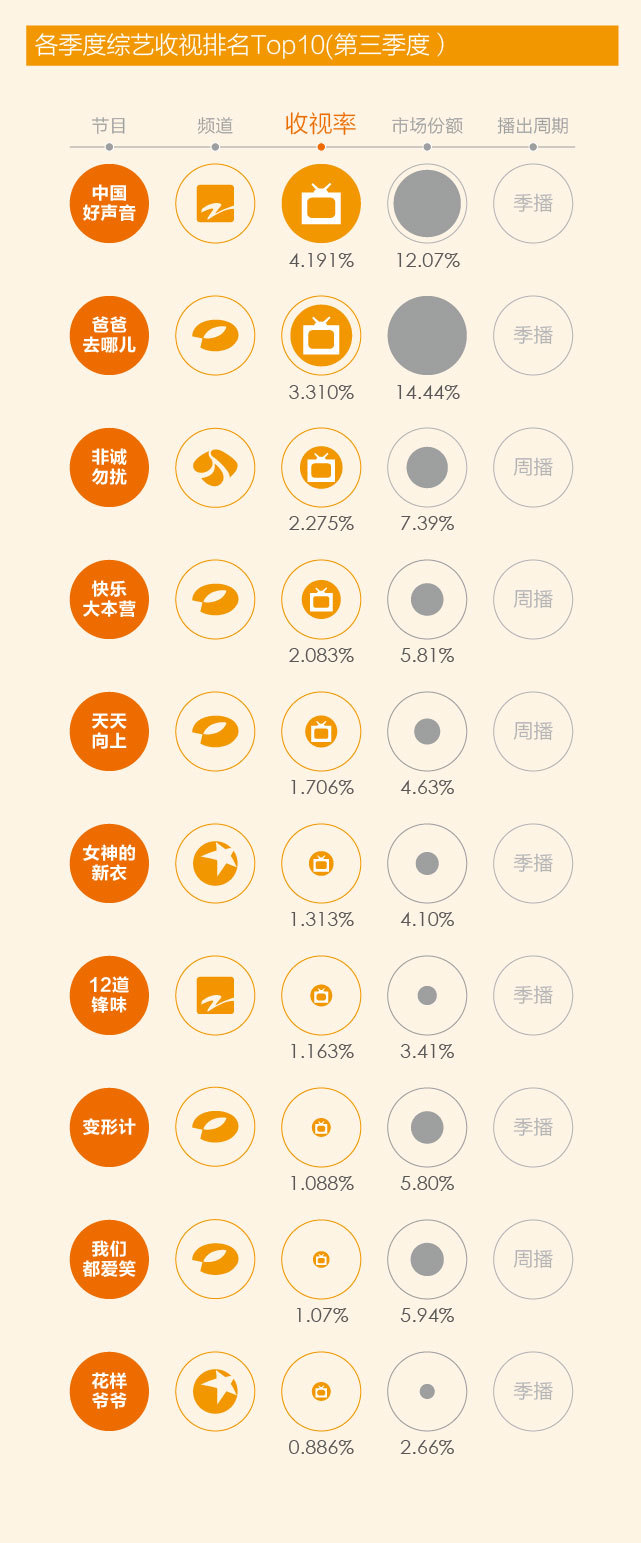 各季度综艺收视排名Top10(第三季度 ）
节目 频道 收视率 市场份额 播出周期
中国
好声音
季播
4.191% 12.07%
爸爸
去哪儿
季播
3.310% 14.44%
非诚
勿扰
周播
2.275% 7.39%
快乐
大本营
周播
2.083% 5.81%
天天
向上
周播
1.706% 4.63%
女神的
新衣
季播
1.313% 4.10%
12道
锋味
季播
1.163% 3.41%
变形计 季播
1.088% 5.80%
我们
都爱笑
周播
1.07% 5.94%
花样
爷爷
季播
0.886% 2.66%